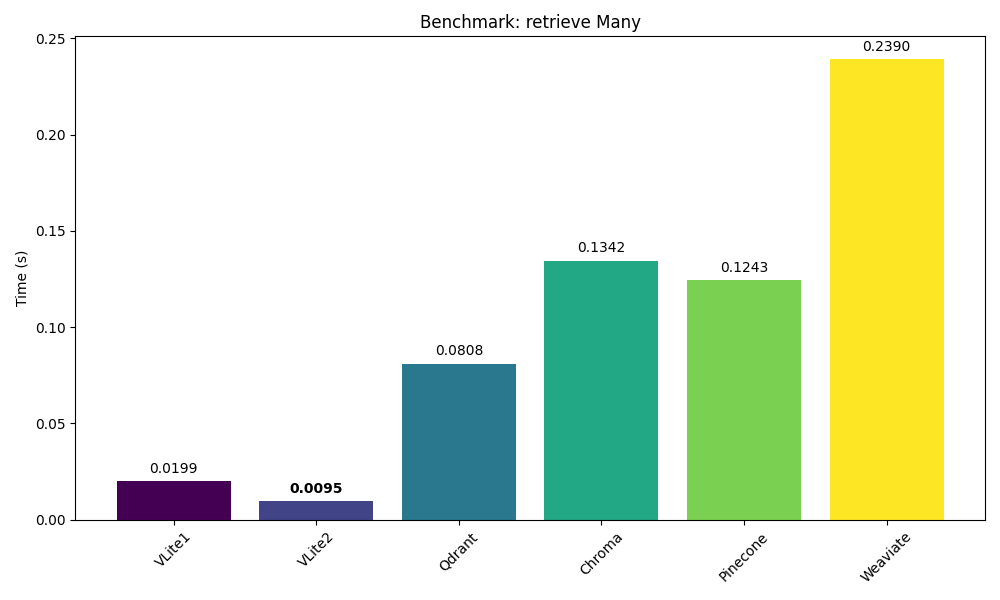 Benchmark: retrieve Many
Time (s)
0.25
0.20
0.15
0.10
0.05
0.00
0.0199
0.0095
0.0808
0.1342
0.1243
0.2390
VLite1
VLite2
Qdrant
Chroma
Pinecone
Weaviate